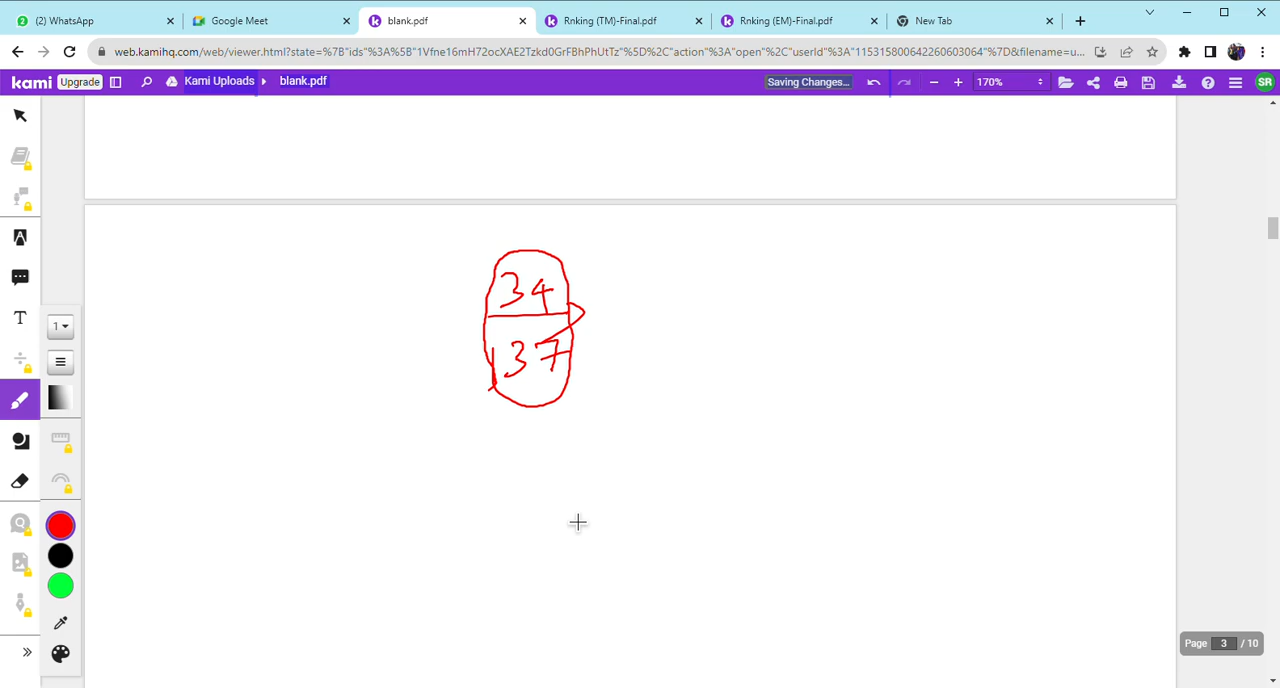 (2) WhatsApp
Google Meet
blank.pdf
Rnking (TM)-Final.pdf
Rnking (EM)-Final.pdf
New Tab
web.kamihq.com/web/viewer.html?state=%7B"ids"%3A%5B"1Vfne16mH72ocXAE2Tzkd0GrFBhPhUtTz"%5D%2C"action"%3A"open"%2C"userId"%3A"115315800642260603064"%7D&filename=u...
kami Upgrade Kami Uploads blank.pdf Saving Changes... 170% SR
34
137
T
1
Page 3 / 10